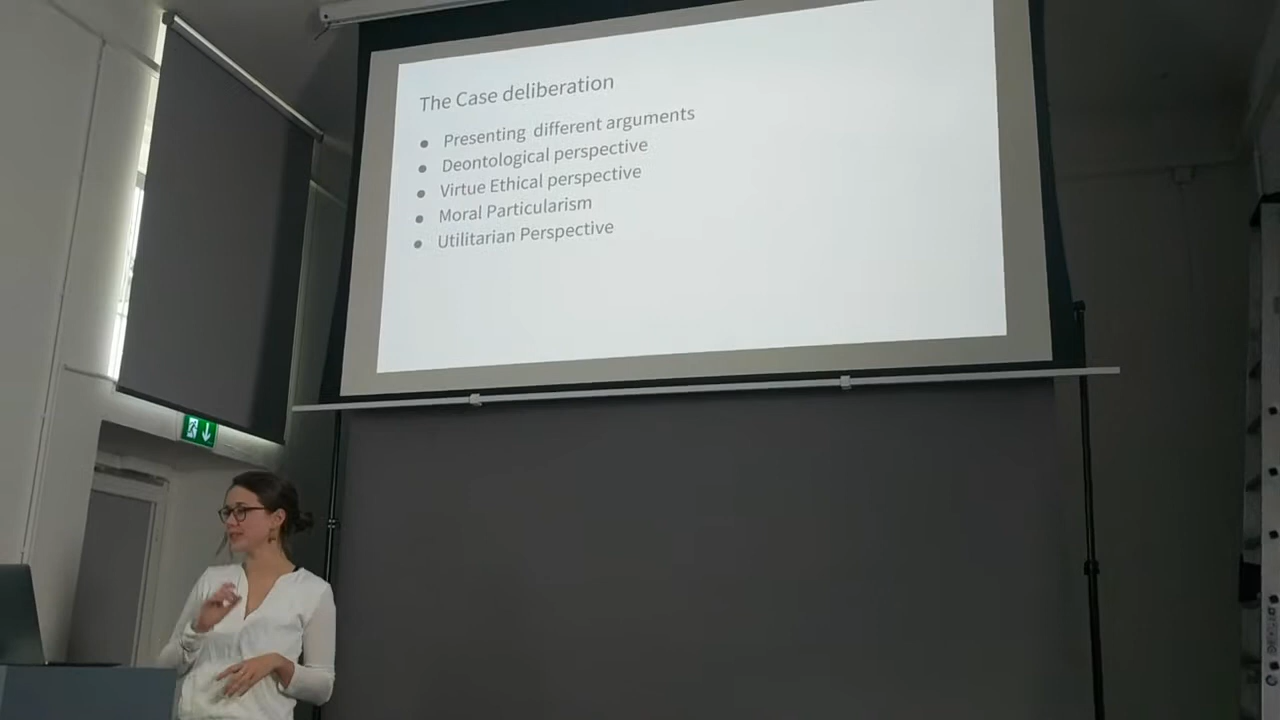 The Case deliberation
● Presenting different arguments
● Deontological perspective
● Virtue Ethical perspective
● Moral Particularism
● Utilitarian Perspective